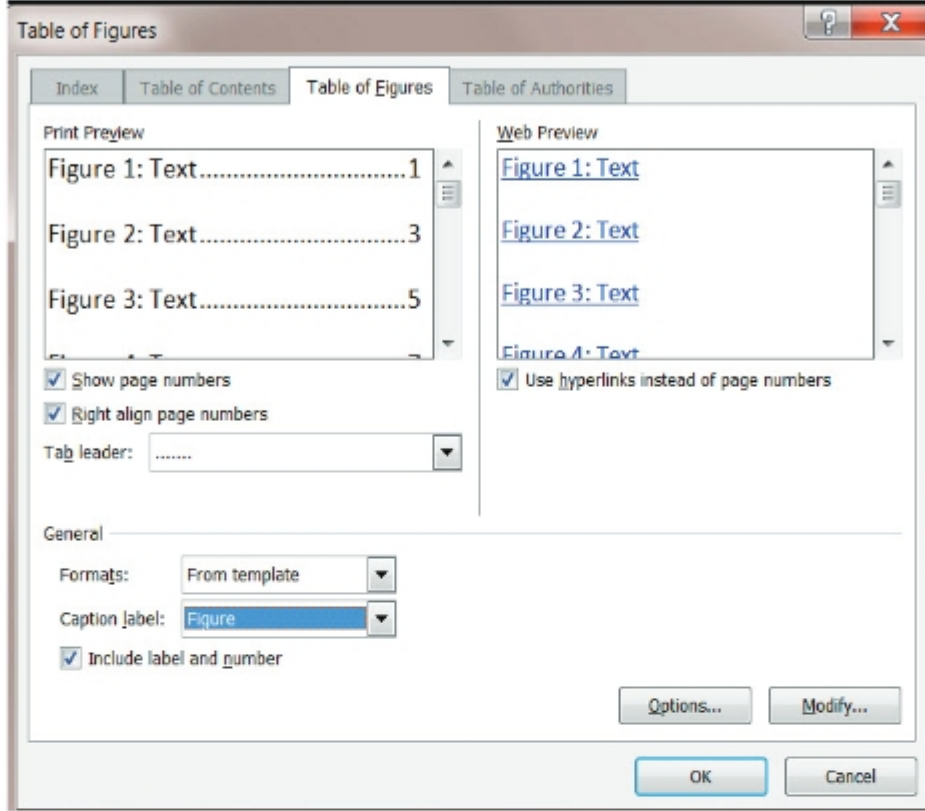 Table of Figures
Index
Table of Contents
Table of Figures
Table of Authorities
Print Preview
Figure 1: Text...............................1
Figure 2: Text...............................3
Figure 3: Text...............................5
Web Preview
Figure 1: Text
Figure 2: Text
Figure 3: Text
Figure 4: Text
Show page numbers
Right align page numbers
Tab leader: .......
Use hyperlinks instead of page numbers
General
Formats: From template
Caption label: Figure
Include label and number
Options... Modify...
OK Cancel